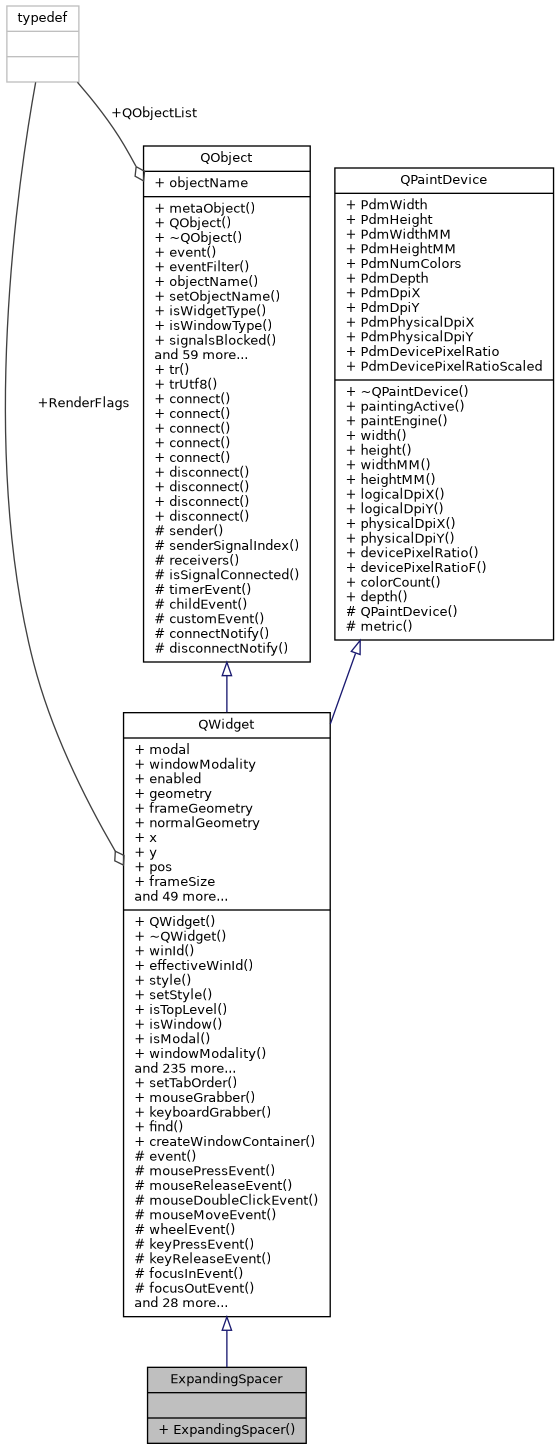 typedef
+QObjectList
QObject
+ objectName
+ metaObject()
+ QObject()
+ ~QObject()
+ event()
+ eventFilter()
+ objectName()
+ setObjectName()
+ isWidgetType()
+ isWindowType()
+ signalsBlocked()
and 59 more...
+ tr()
+ trUtf8()
+ connect()
+ connect()
+ connect()
+ connect()
+ connect()
+ disconnect()
+ disconnect()
+ disconnect()
+ disconnect()
# sender()
# senderSignalIndex()
# receivers()
# isSignalConnected()
# timerEvent()
# childEvent()
# customEvent()
# connectNotify()
# disconnectNotify()
QPaintDevice
+ PdmWidth
+ PdmHeight
+ PdmWidthMM
+ PdmHeightMM
+ PdmNumColors
+ PdmDepth
+ PdmDpiX
+ PdmDpiY
+ PdmPhysicalDpiX
+ PdmPhysicalDpiY
+ PdmDevicePixelRatio
+ PdmDevicePixelRatioScaled
+ ~QPaintDevice()
+ paintingActive()
+ paintEngine()
+ width()
+ height()
+ widthMM()
+ heightMM()
+ logicalDpiX()
+ logicalDpiY()
+ physicalDpiX()
+ physicalDpiY()
+ devicePixelRatio()
+ devicePixelRatioF()
+ colorCount()
+ depth()
# QPaintDevice()
# metric()
+RenderFlags
QWidget
+ modal
+ windowModality
+ enabled
+ geometry
+ frameGeometry
+ normalGeometry
+ x
+ y
+ pos
+ frameSize
and 49 more...
+ QWidget()
+ ~QWidget()
+ winId()
+ effectiveWinId()
+ style()
+ setStyle()
+ isTopLevel()
+ isWindow()
+ isModal()
+ windowModality()
and 235 more...
+ setTabOrder()
+ mouseGrabber()
+ keyboardGrabber()
+ find()
+ createWindowContainer()
# event()
# mousePressEvent()
# mouseReleaseEvent()
# mouseDoubleClickEvent()
# mouseMoveEvent()
# wheelEvent()
# keyPressEvent()
# keyReleaseEvent()
# focusInEvent()
# focusOutEvent()
and 28 more...
ExpandingSpacer
+ ExpandingSpacer()